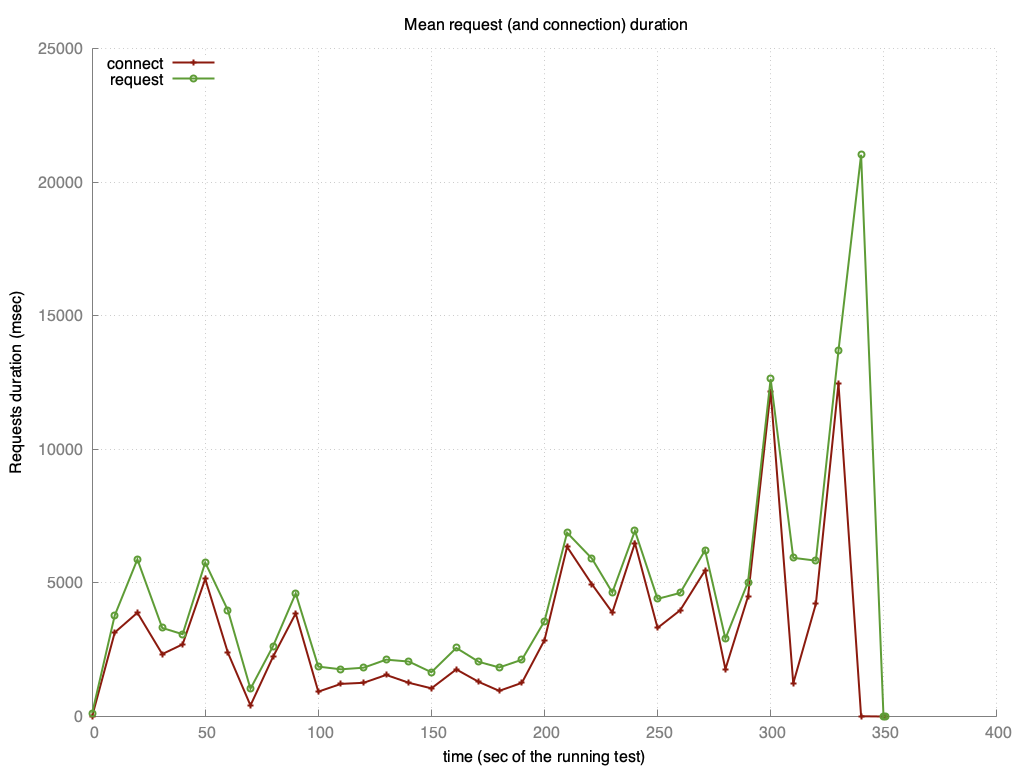 Mean request (and connection) duration
connect
request
25000
20000
15000
10000
5000
0
Requests duration (msec)
0 50 100 150 200 250 300 350 400
time (sec of the running test)